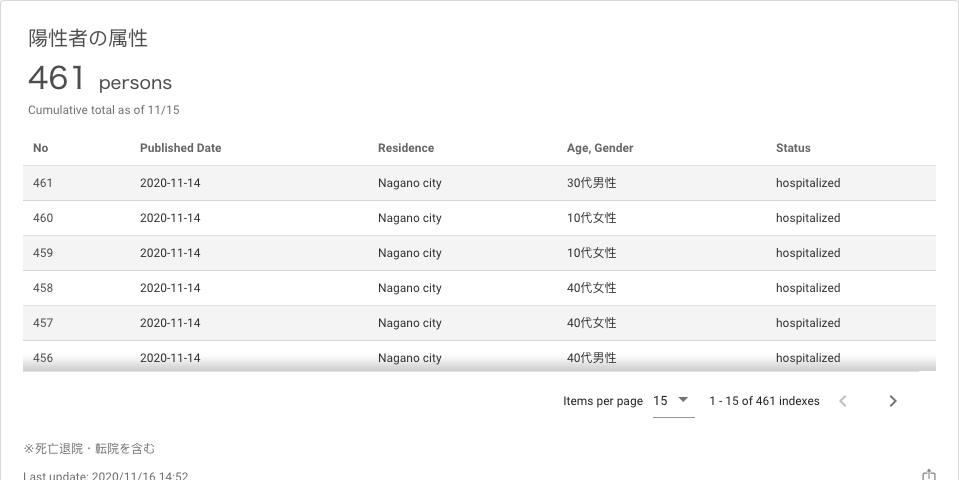 陽性者の属性
461 persons
Cumulative total as of 11/15
No Published Date Residence Age, Gender Status
461 2020-11-14 Nagano city 30代男性 hospitalized
460 2020-11-14 Nagano city 10代女性 hospitalized
459 2020-11-14 Nagano city 10代女性 hospitalized
458 2020-11-14 Nagano city 40代女性 hospitalized
457 2020-11-14 Nagano city 40代女性 hospitalized
456 2020-11-14 Nagano city 40代男性 hospitalized
Items per page 15 1 - 15 of 461 indexes
※死亡退院・転院を含む
Last update: 2020/11/16 14:52